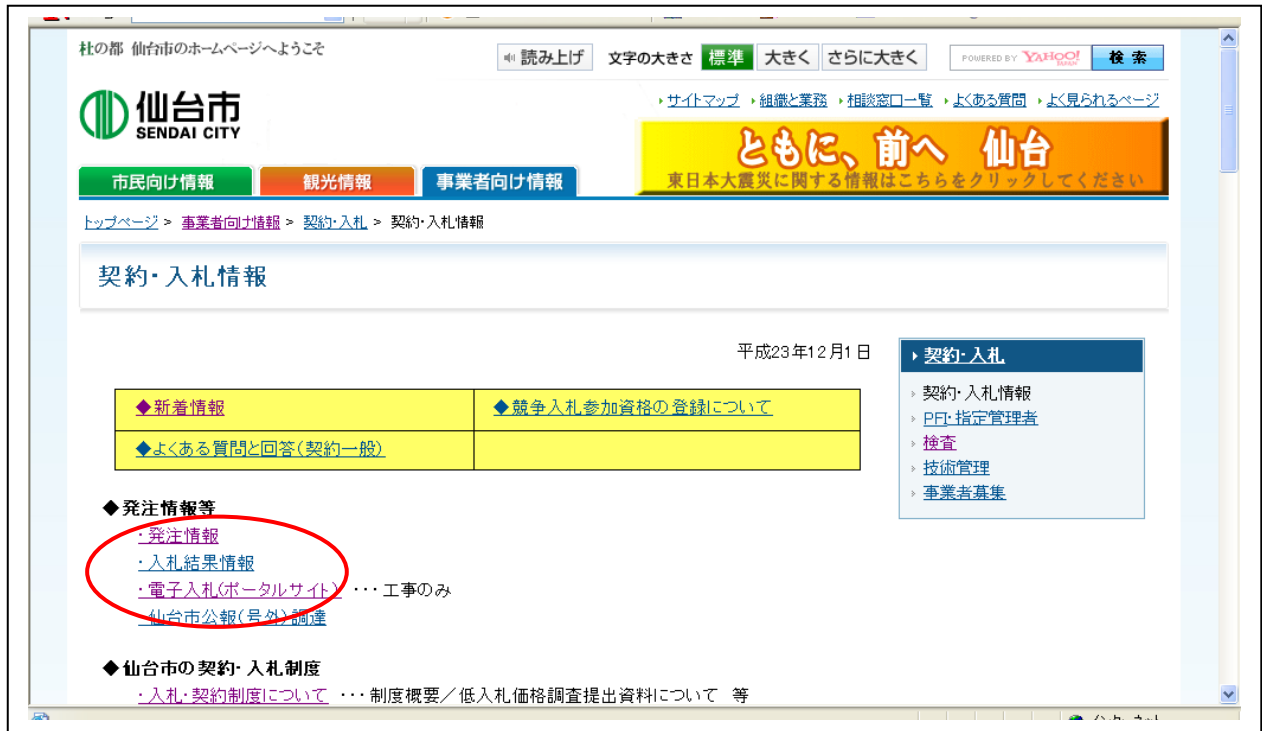 杜の都 仙台市のホームページへようこそ
読み上げ 文字の大きさ 標準 大きく さらに大きく POWERED BY YAHOO! JAPAN 検索
サイトマップ 組織と業務 相談窓口一覧 よくある質問 よく見られるページ
仙台市
SENDAI CITY
ともに、前へ 仙台
東日本大震災に関する情報はこちらをクリックしてください
市民向け情報 観光情報 事業者向け情報
トップページ > 事業者向け情報 > 契約・入札 > 契約・入札情報
契約・入札情報
平成23年12月1日
◆新着情報 ◆競争入札参加資格の登録について
◆よくある質問と回答(契約一般)
契約・入札
契約・入札情報
PFI・指定管理者
検査
技術管理
事業者募集
◆発注情報等
・発注情報
・入札結果情報
・電子入札(ポータルサイト) ・・・工事のみ
・仙台市公報(号外)調達
◆仙台市の契約・入札制度
・入札・契約制度について ・・・制度概要／低入札価格調査提出資料について 等